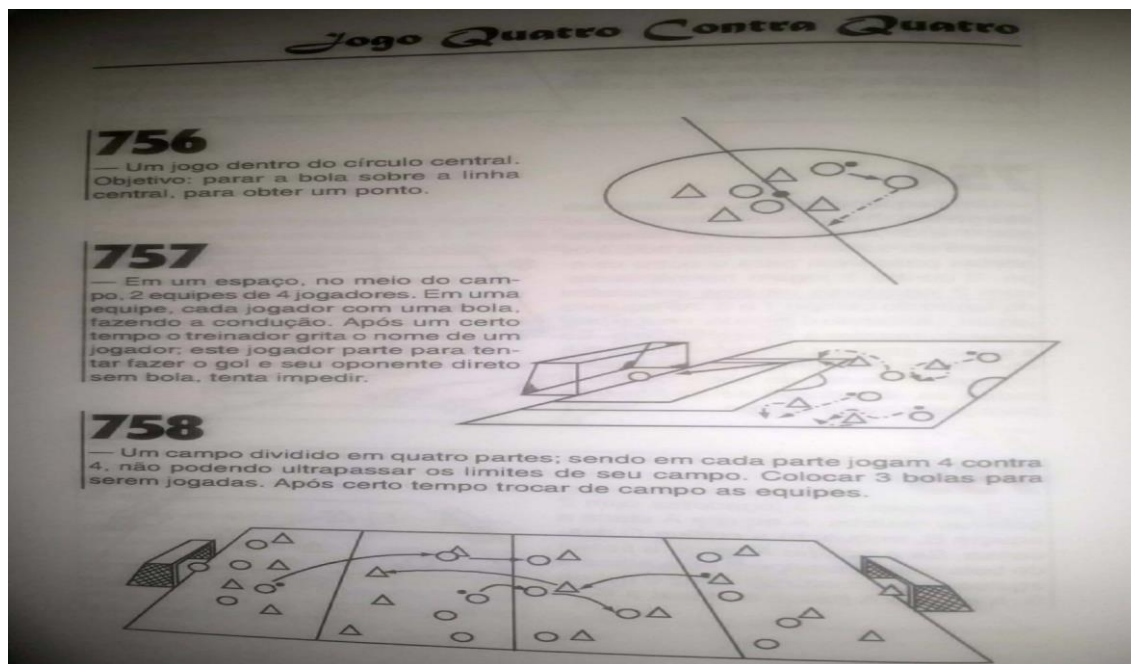 Jogo Quatro Contra Quatro
756
— Um jogo dentro do círculo central.
Objetivo: parar a bola sobre a linha
central, para obter um ponto.
757
— Em um espaço, no meio do cam-
po, 2 equipes de 4 jogadores. Em uma
equipe, cada jogador com uma bola,
fazendo a condução. Após um certo
tempo o treinador grita o nome de um
jogador; este jogador parte para ten-
tar fazer o gol e seu oponente direto
sem bola, tenta impedir.
758
— Um campo dividido em quatro partes; sendo em cada parte jogam 4 contra
4, não podendo ultrapassar os limites de seu campo. Colocar 3 bolas para
serem jogadas. Após certo tempo trocar de campo as equipes.